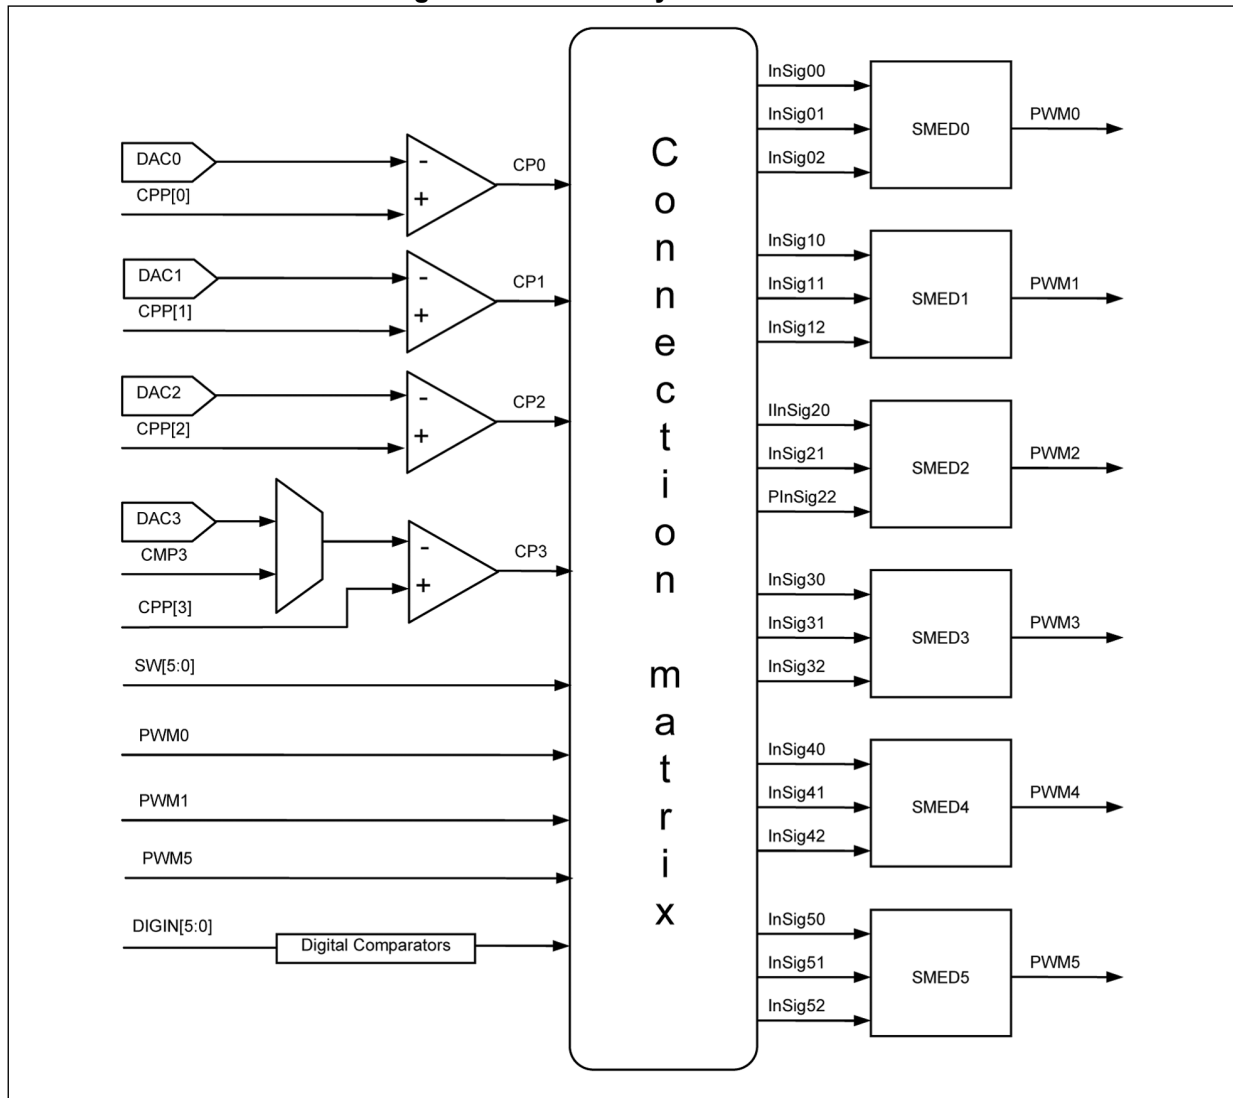 DAC0
CPP[0]
-
+
CP0
DAC1
CPP[1]
-
+
CP1
DAC2
CPP[2]
-
+
CP2
DAC3
CMP3
CPP[3]
-
+
CP3
SW[5:0]
PWM0
PWM1
PWM5
DIGIN[5:0]
Digital Comparators
Connection matrix
InSig00
InSig01
InSig02
SMED0
PWM0
InSig10
InSig11
InSig12
SMED1
PWM1
IInSig20
InSig21
PInSig22
SMED2
PWM2
InSig30
InSig31
InSig32
SMED3
PWM3
InSig40
InSig41
InSig42
SMED4
PWM4
InSig50
InSig51
InSig52
SMED5
PWM5